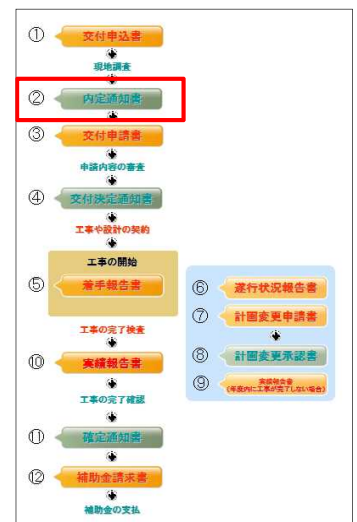 ① 交付申込書
現地調査
② 内定通知書
③ 交付申請書
申請内容の審査
④ 交付決定通知書
工事や設計の契約
工事の開始
⑤ 着手報告書
⑥ 遂行状況報告書
⑦ 計画変更申請書
⑧ 計画変更承認書
⑨ 実績報告書
(年度内に工事が完了しない場合)
工事の完了検査
⑩ 実績報告書
工事の完了確認
⑪ 確定通知書
⑫ 補助金請求書
補助金の支払